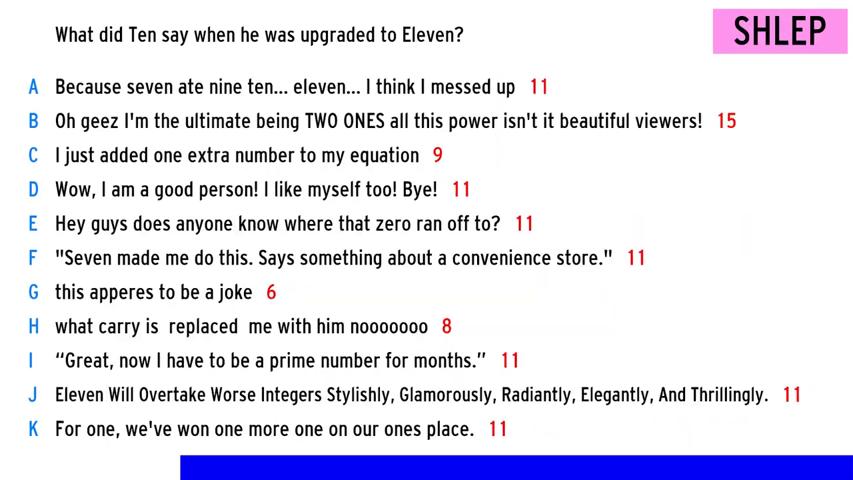 What did Ten say when he was upgraded to Eleven?
SHLEP
A Because seven ate nine ten... eleven... I think I messed up 11
B Oh geez I'm the ultimate being TWO ONES all this power isn't it beautiful viewers! 15
C I just added one extra number to my equation 9
D Wow, I am a good person! I like myself too! Bye! 11
E Hey guys does anyone know where that zero ran off to? 11
F "Seven made me do this. Says something about a convenience store." 11
G this apperes to be a joke 6
H what carry is  replaced  me with him nooooooo 8
I “Great, now I have to be a prime number for months.” 11
J Eleven Will Overtake Worse Integers Stylishly, Glamorously, Radiantly, Elegantly, And Thrillingly. 11
K For one, we've won one more one on our ones place. 11